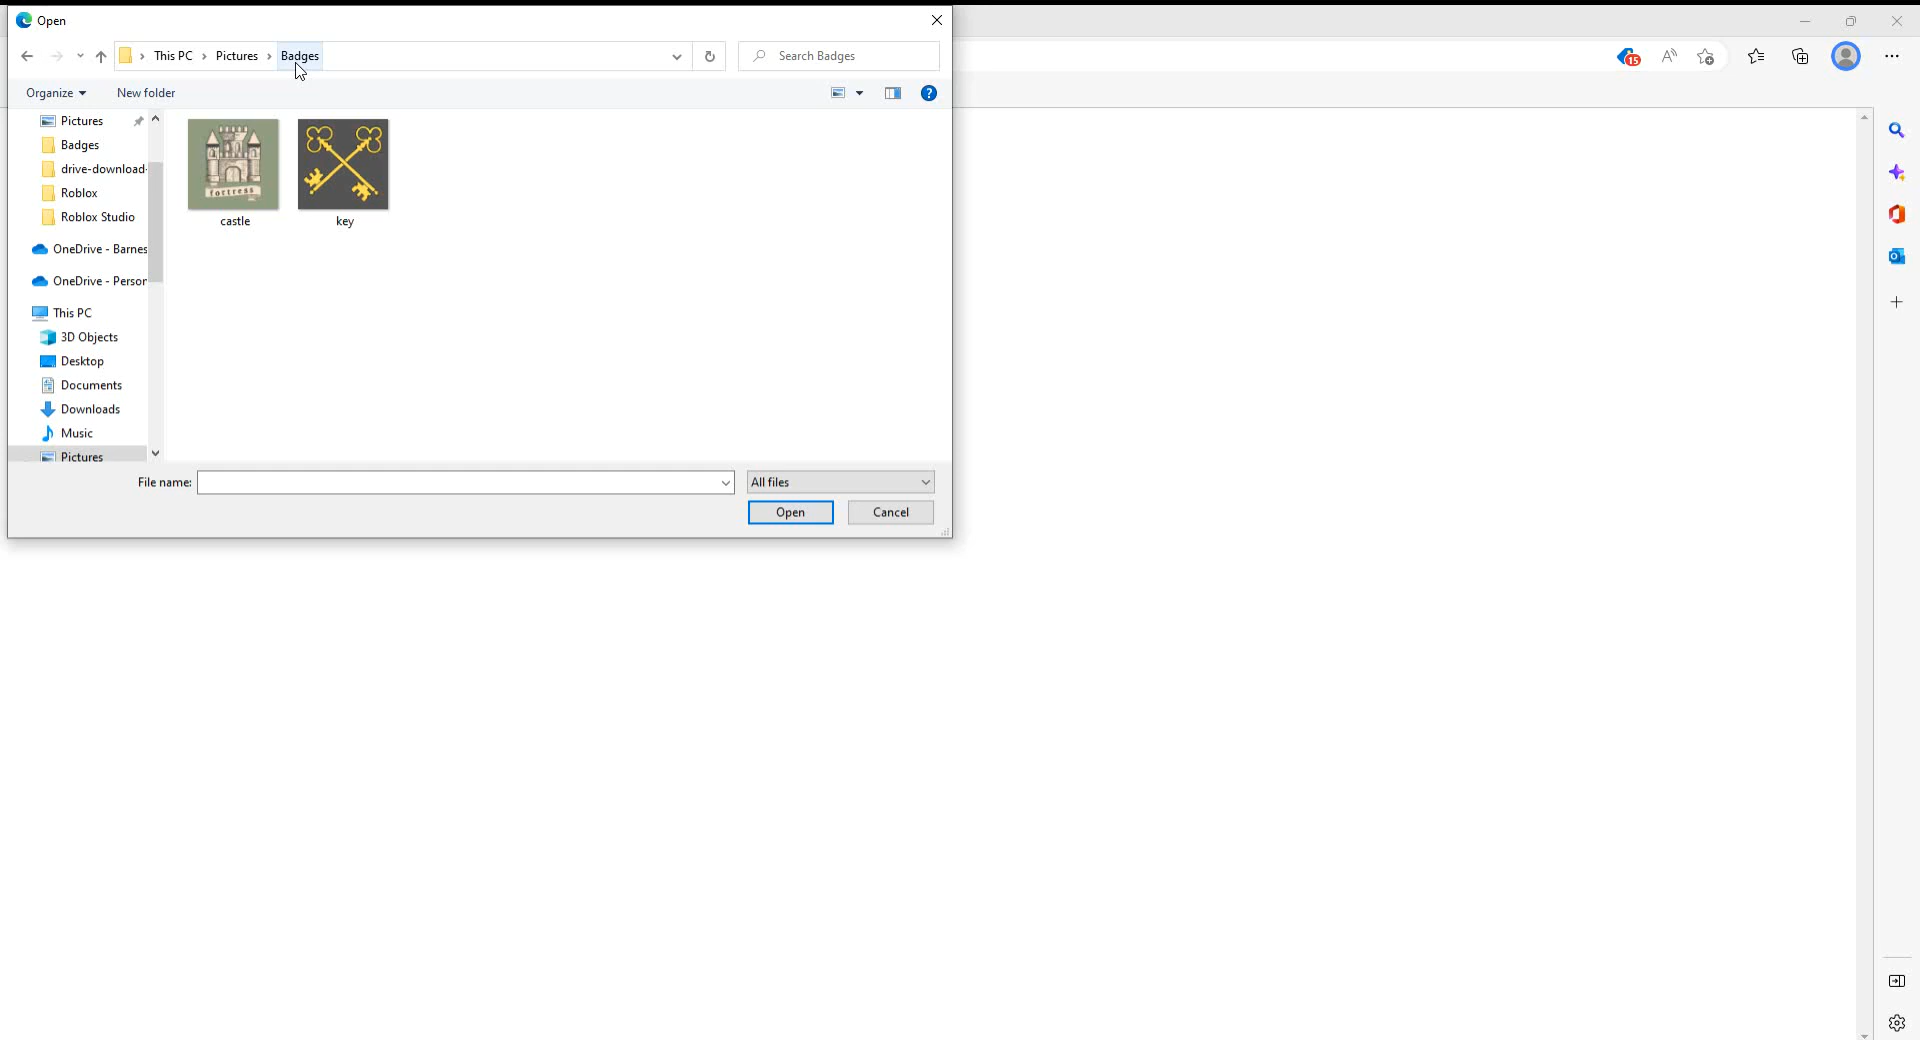 Open
This PC > Pictures > Badges
Search Badges
15
Organize
New folder
Pictures
Badges
drive-download-
Roblox
Roblox Studio
OneDrive - Barnes
OneDrive - Person
This PC
3D Objects
Desktop
Documents
Downloads
Music
Pictures
fortress
castle
key
File name:
All files
Open
Cancel